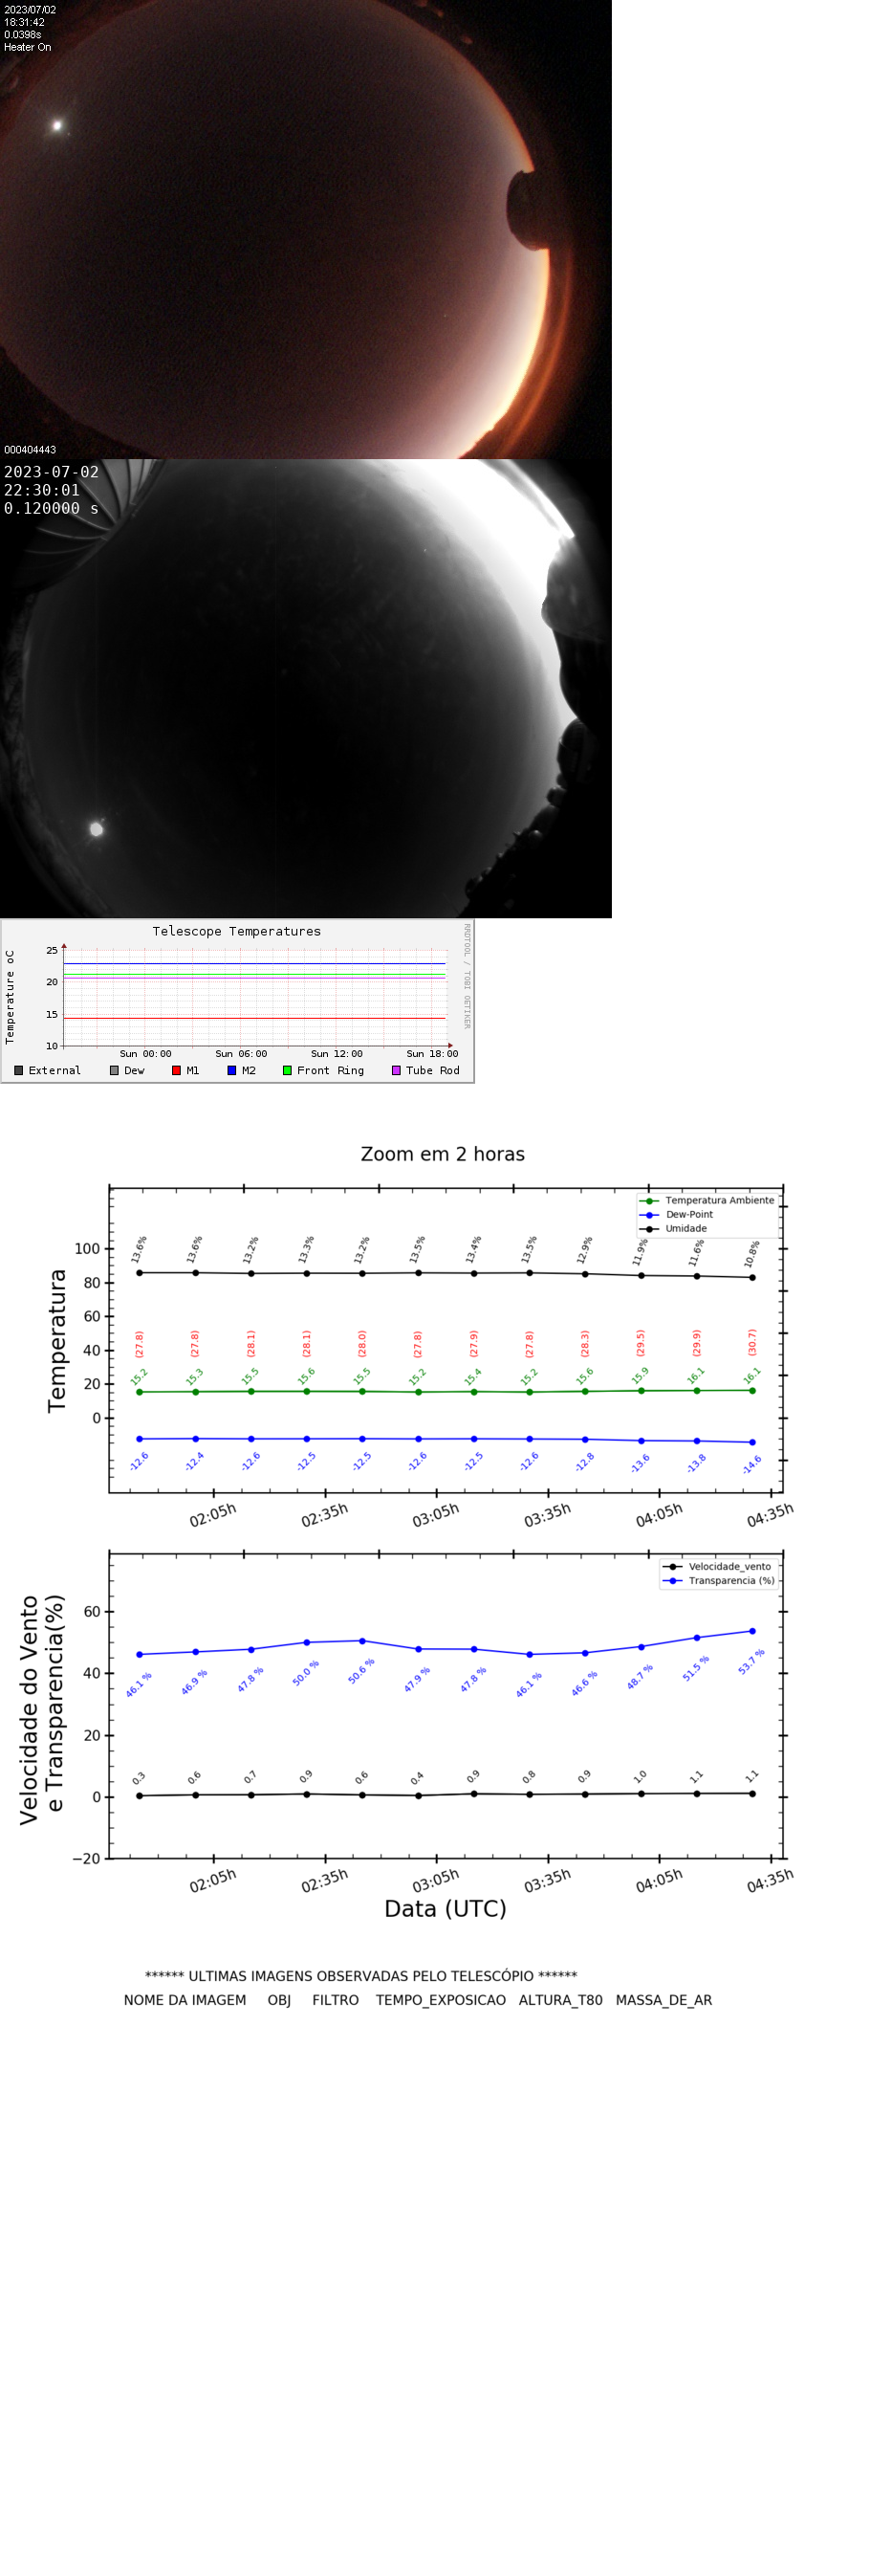 2023/07/02
18:31:42
0.0398s
Heater On
000404443
2023-07-02
22:30:01
0.120000 s
Telescope Temperatures
RRDTOOL / TOBI OETIKER
Temperature oC
25
20
15
10
Sun 00:00 Sun 06:00 Sun 12:00 Sun 18:00
External Dew M1 M2 Front Ring Tube Rod
Zoom em 2 horas
Temperatura Ambiente
Dew-Point
Umidade
Temperatura
100
80
60
40
20
0
13.6% 13.6% 13.2% 13.3% 13.2% 13.5% 13.4% 13.5% 12.9% 11.9% 11.6% 10.8%
(27.8) (27.8) (28.1) (28.1) (28.0) (27.8) (27.9) (27.8) (28.3) (29.5) (29.9) (30.7)
15.2 15.3 15.5 15.6 15.5 15.2 15.4 15.2 15.6 15.9 16.1 16.1
-12.6 -12.4 -12.6 -12.5 -12.5 -12.6 -12.5 -12.6 -12.8 -13.6 -13.8 -14.6
02:05h 02:35h 03:05h 03:35h 04:05h 04:35h
Velocidade_vento
Transparencia (%)
Velocidade do Vento
e Transparencia(%)
60
40
20
0
−20
46.1 % 46.9 % 47.8 % 50.0 % 50.6 % 47.9 % 47.8 % 46.1 % 46.6 % 48.7 % 51.5 % 53.7 %
0.3 0.6 0.7 0.9 0.6 0.4 0.9 0.8 0.9 1.0 1.1 1.1
02:05h 02:35h 03:05h 03:35h 04:05h 04:35h
Data (UTC)
****** ULTIMAS IMAGENS OBSERVADAS PELO TELESCÓPIO ******
NOME DA IMAGEM OBJ FILTRO TEMPO_EXPOSICAO ALTURA_T80 MASSA_DE_AR